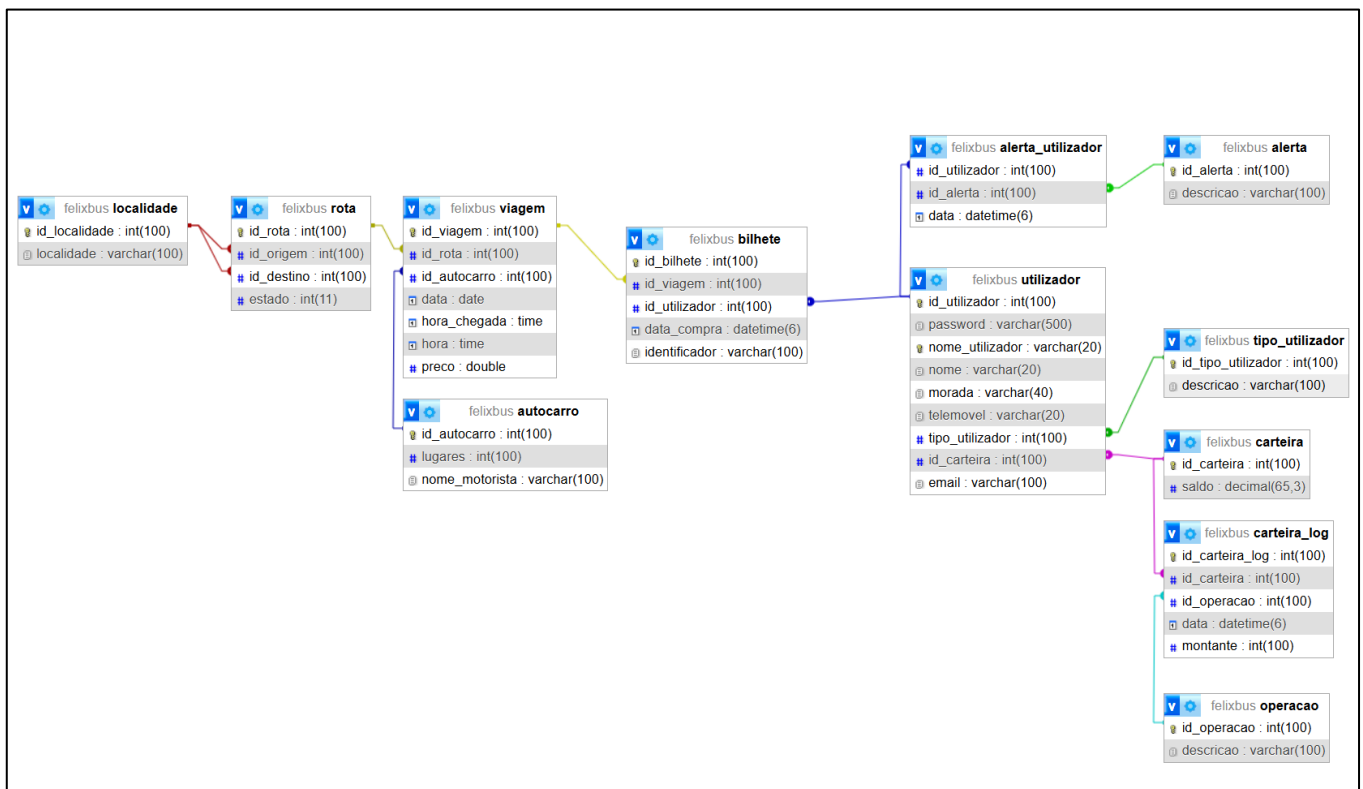 felixbus localidade
id_localidade : int(100)
localidade : varchar(100)
felixbus rota
id_rota : int(100)
id_origem : int(100)
id_destino : int(100)
estado : int(11)
felixbus viagem
id_viagem : int(100)
id_rota : int(100)
id_autocarro : int(100)
data : date
hora_chegada : time
hora : time
preco : double
felixbus autocarro
id_autocarro : int(100)
lugares : int(100)
nome_motorista : varchar(100)
felixbus bilhete
id_bilhete : int(100)
id_viagem : int(100)
id_utilizador : int(100)
data_compra : datetime(6)
identificador : varchar(100)
felixbus alerta_utilizador
id_utilizador : int(100)
id_alerta : int(100)
data : datetime(6)
felixbus utilizador
id_utilizador : int(100)
password : varchar(500)
nome_utilizador : varchar(20)
nome : varchar(20)
morada : varchar(40)
telemovel : varchar(20)
tipo_utilizador : int(100)
id_carteira : int(100)
email : varchar(100)
felixbus alerta
id_alerta : int(100)
descricao : varchar(100)
felixbus tipo_utilizador
id_tipo_utilizador : int(100)
descricao : varchar(100)
felixbus carteira
id_carteira : int(100)
saldo : decimal(65,3)
felixbus carteira_log
id_carteira_log : int(100)
id_carteira : int(100)
id_operacao : int(100)
data : datetime(6)
montante : int(100)
felixbus operacao
id_operacao : int(100)
descricao : varchar(100)